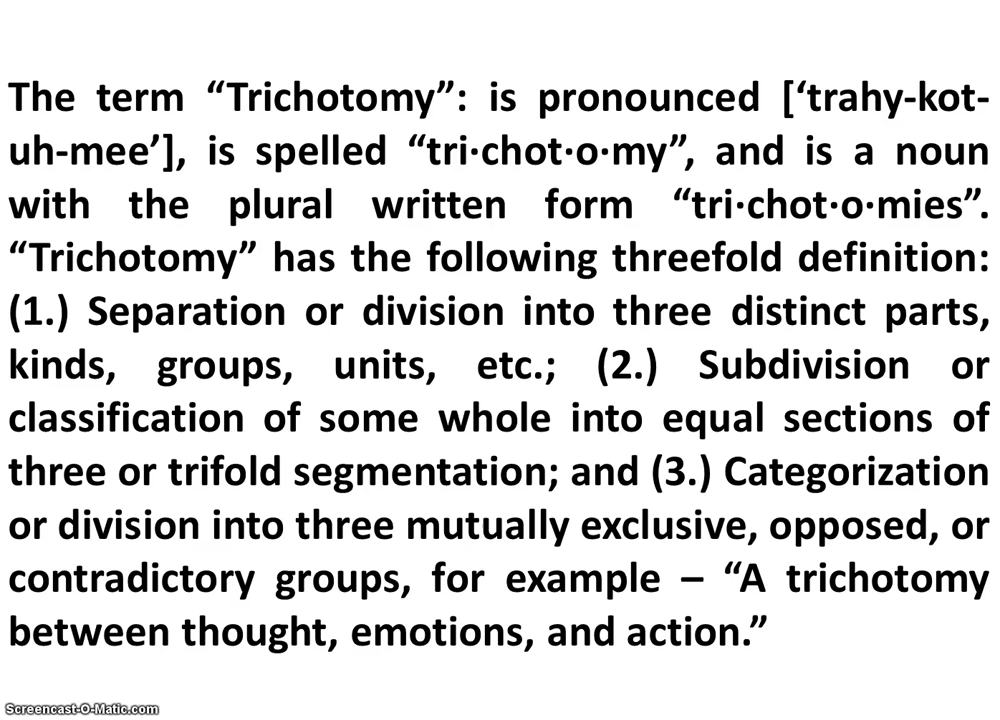 The term “Trichotomy”: is pronounced [‘trahy-kot-
uh-mee’], is spelled “tri·chot·o·my”, and is a noun
with the plural written form “tri·chot·o·mies”.
“Trichotomy” has the following threefold definition:
(1.) Separation or division into three distinct parts,
kinds, groups, units, etc.; (2.) Subdivision or
classification of some whole into equal sections of
three or trifold segmentation; and (3.) Categorization
or division into three mutually exclusive, opposed, or
contradictory groups, for example – “A trichotomy
between thought, emotions, and action.”
Screencast-O-Matic.com